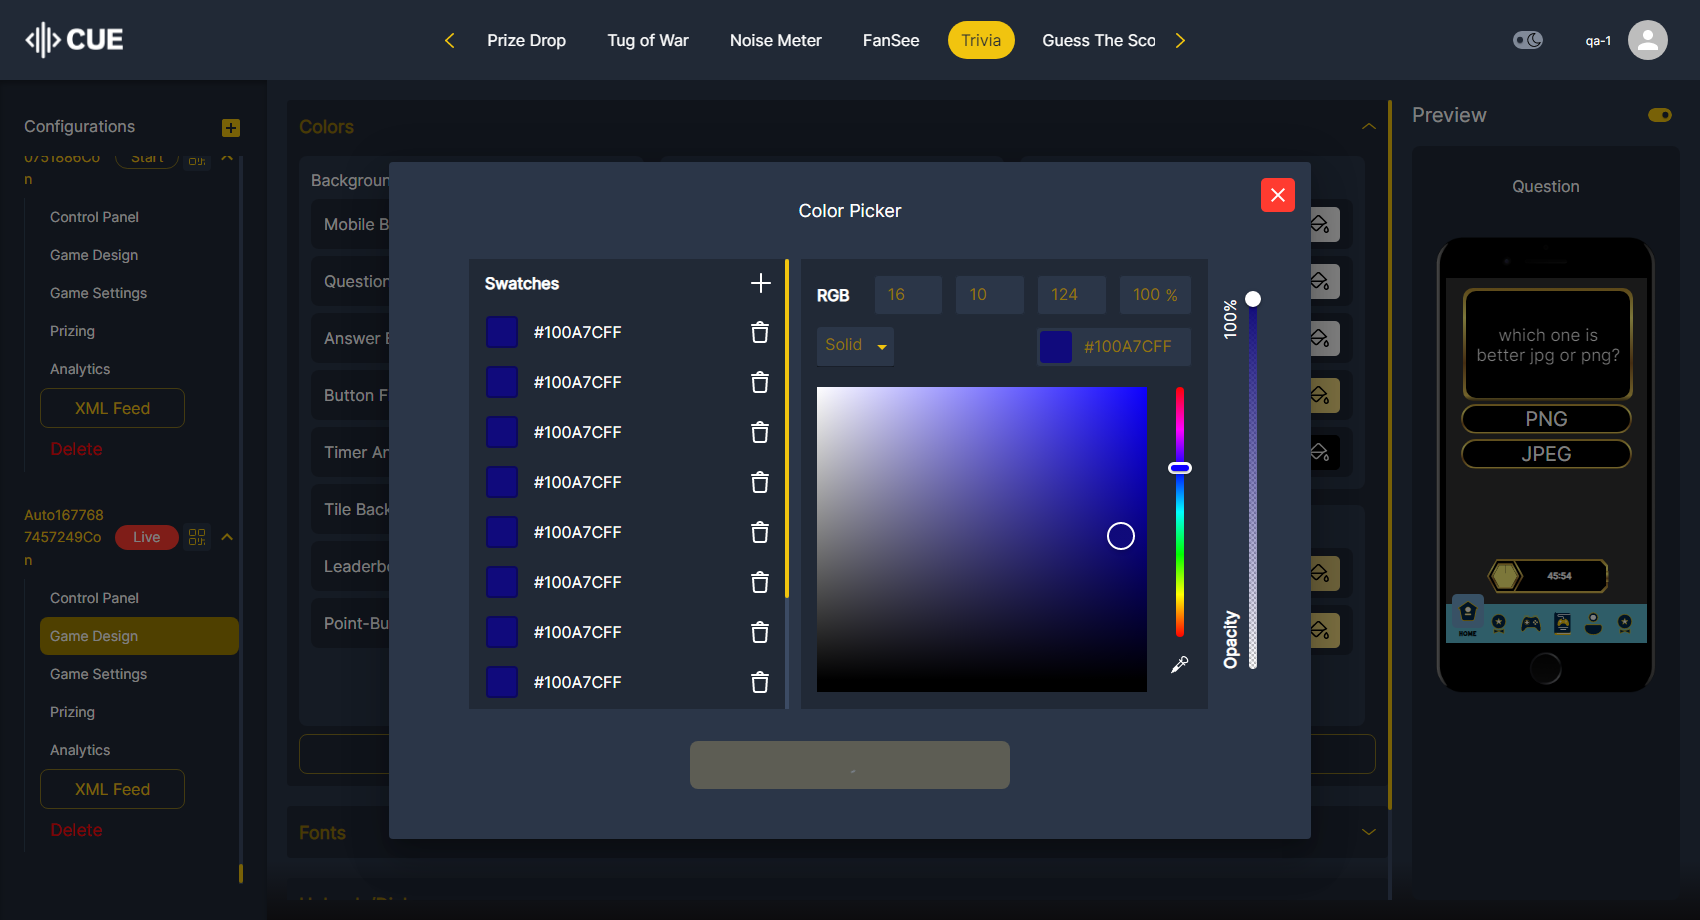 CUE
Prize Drop
Tug of War
Noise Meter
FanSee
Trivia
Guess The Sco
qa-1
Configurations
0751886Co
n
Start
Control Panel
Game Design
Game Settings
Prizing
Analytics
XML Feed
Delete
Auto167768
7457249Co
n
Live
Control Panel
Game Design
Game Settings
Prizing
Analytics
XML Feed
Delete
Colors
Backgroun
Mobile B
Question
Answer
Button F
Timer An
Tile Back
Leaderbo
Point-Bu
Fonts
Color Picker
Swatches
#100A7CFF
#100A7CFF
#100A7CFF
#100A7CFF
#100A7CFF
#100A7CFF
#100A7CFF
#100A7CFF
RGB
16
10
124
100 %
Solid
#100A7CFF
100%
Opacity
Preview
Question
which one is
better jpg or png?
PNG
JPEG
45:54
HOME